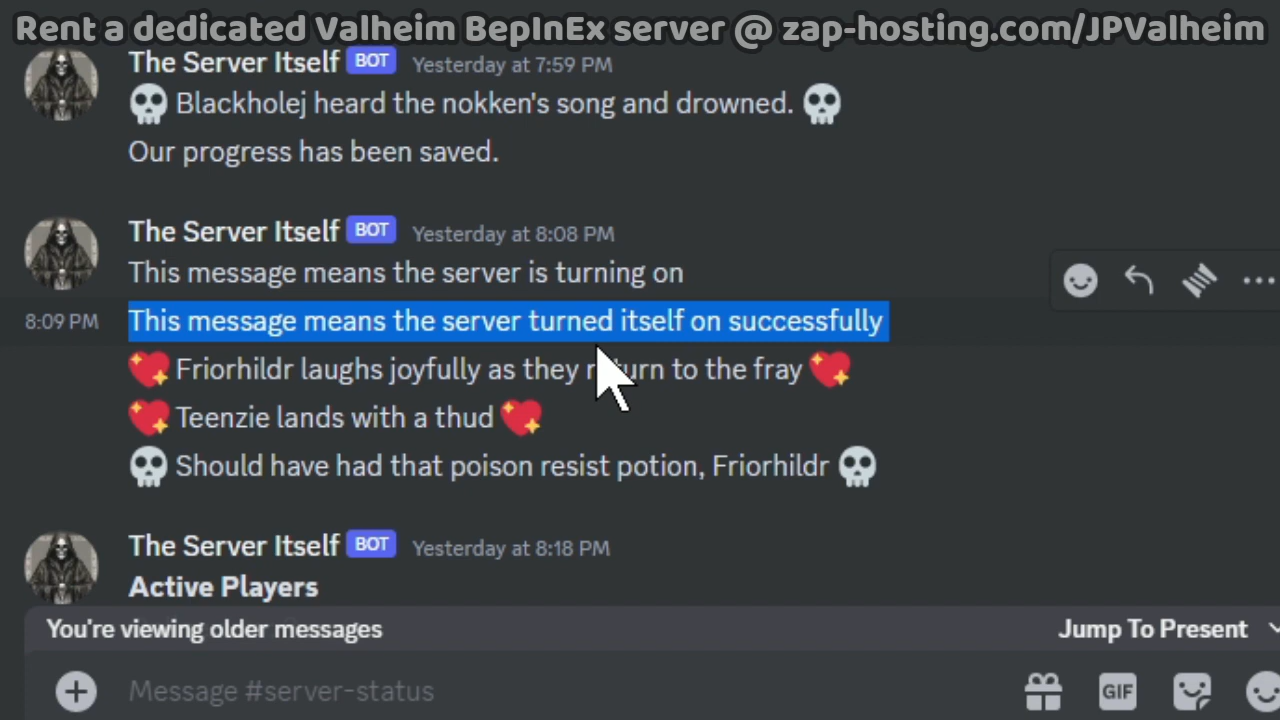 Rent a dedicated Valheim BepInEx server @ zap-hosting.com/JPValheim
The Server Itself BOT Yesterday at 7:59 PM
Blackholej heard the nokken's song and drowned.
Our progress has been saved.
The Server Itself BOT Yesterday at 8:08 PM
This message means the server is turning on
8:09 PM This message means the server turned itself on successfully
Friorhildr laughs joyfully as they return to the fray
Teenzie lands with a thud
Should have had that poison resist potion, Friorhildr
The Server Itself BOT Yesterday at 8:18 PM
Active Players
You're viewing older messages Jump To Present
Message #server-status GIF